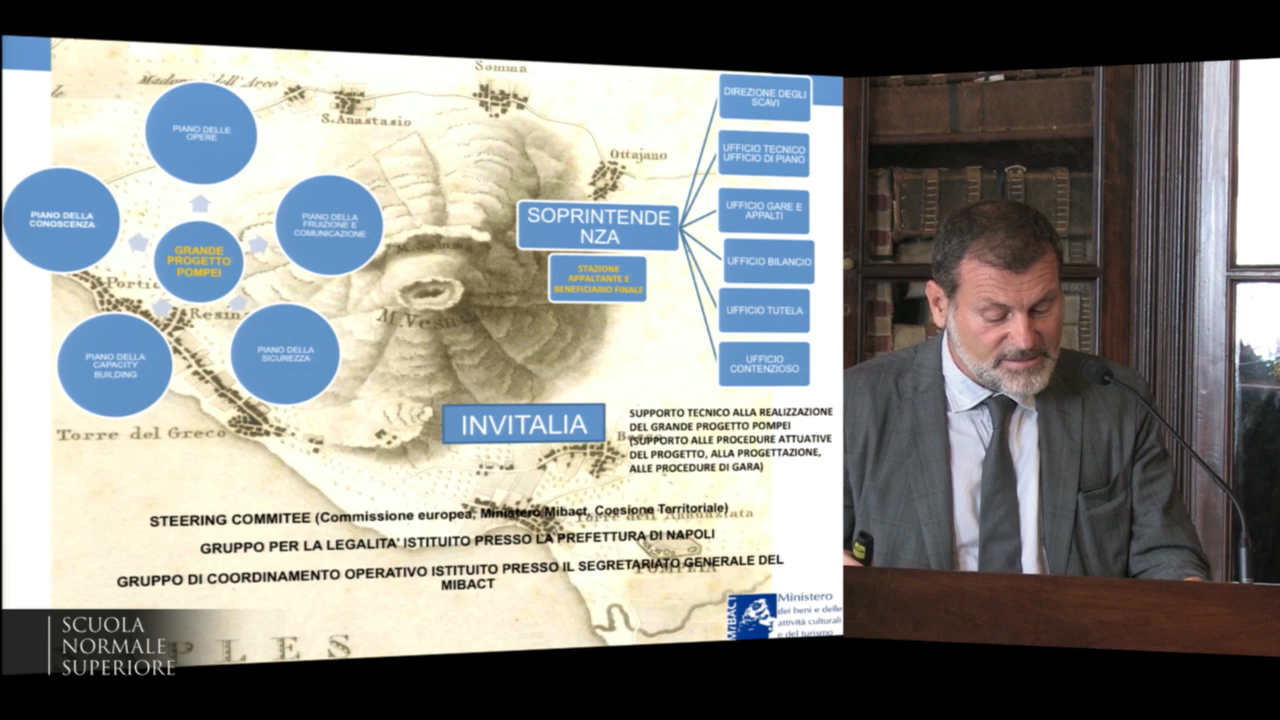 Somma
Madon dell'Arco
S. Anastasio
Ottajano
PIANO DELLE
OPERE
PIANO DELLA
CONOSCENZA
PIANO DELLA
FRUIZIONE E
COMUNICAZIONE
GRANDE
PROGETTO
POMPEI
PIANO DELLA
CAPACITY
BUILDING
PIANO DELLA
SICUREZZA
Portic
Resin
M. Somma
M. Vesu
Torre del Greco
SOPRINTENDE
NZA
STAZIONE
APPALTANTE E
BENEFICIARIO FINALE
DIREZIONE DEGLI
SCAVI
UFFICIO TECNICO
UFFICIO DI PIANO
UFFICIO GARE E
APPALTI
UFFICIO BILANCIO
UFFICIO TUTELA
UFFICIO
CONTENZIOSO
INVITALIA
SUPPORTO TECNICO ALLA REALIZZAZIONE
DEL GRANDE PROGETTO POMPEI
(SUPPORTO ALLE PROCEDURE ATTUATIVE
DEL PROGETTO, ALLA PROGETTAZIONE,
ALLE PROCEDURE DI GARA)
STEERING COMMITEE (Commissione europea, Ministero Mibact, Coesione Territoriale)
Torre dell'Annunziata
GRUPPO PER LA LEGALITA' ISTITUITO PRESSO LA PREFETTURA DI NAPOLI
POMPEIA
GRUPPO DI COORDINAMENTO OPERATIVO ISTITUITO PRESSO IL SEGRETARIATO GENERALE DEL
MIBACT
MiBACT
Ministero
dei beni e delle
attività culturali
e del turismo
PLES
SCUOLA
NORMALE
SUPERIORE